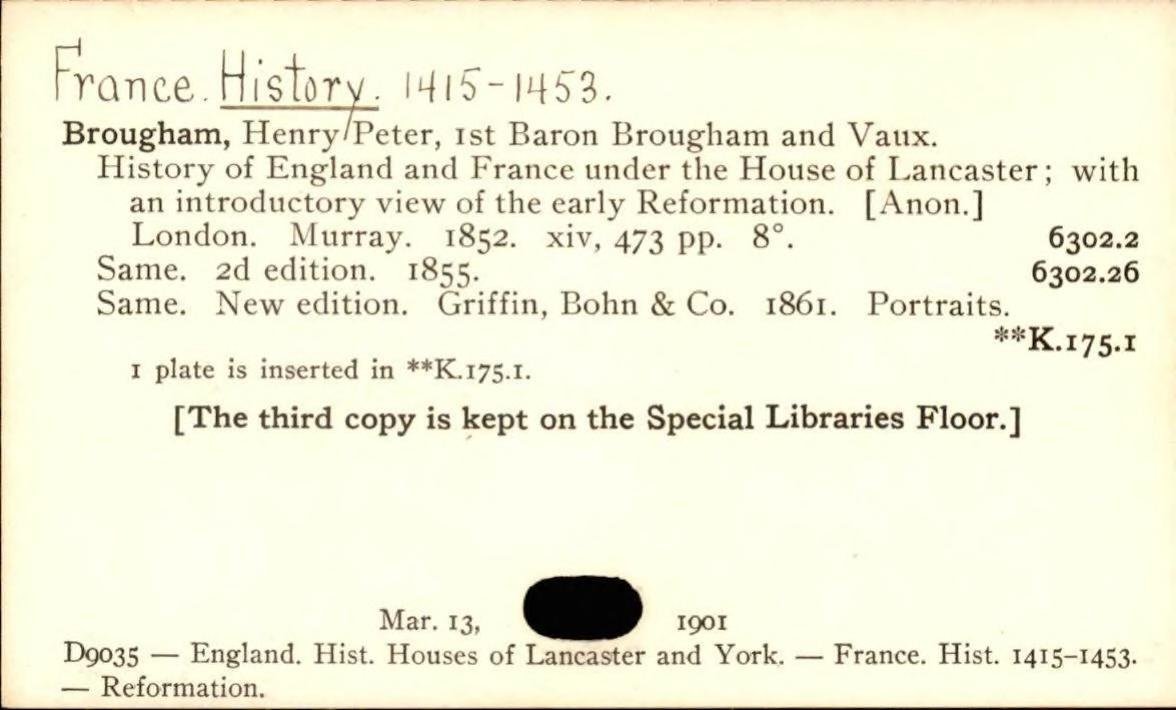 France. History. 1415-1453.
Brougham, Henry Peter, 1st Baron Brougham and Vaux.
History of England and France under the House of Lancaster; with
an introductory view of the early Reformation. [Anon.]
London. Murray. 1852. xiv, 473 pp. 8°. 6302.2
Same. 2d edition. 1855. 6302.26
Same. New edition. Griffin, Bohn & Co. 1861. Portraits.
**K.175.1
1 plate is inserted in **K.175.1.
[The third copy is kept on the Special Libraries Floor.]
Mar. 13, 1901
D9035 — England. Hist. Houses of Lancaster and York. — France. Hist. 1415–1453.
— Reformation.